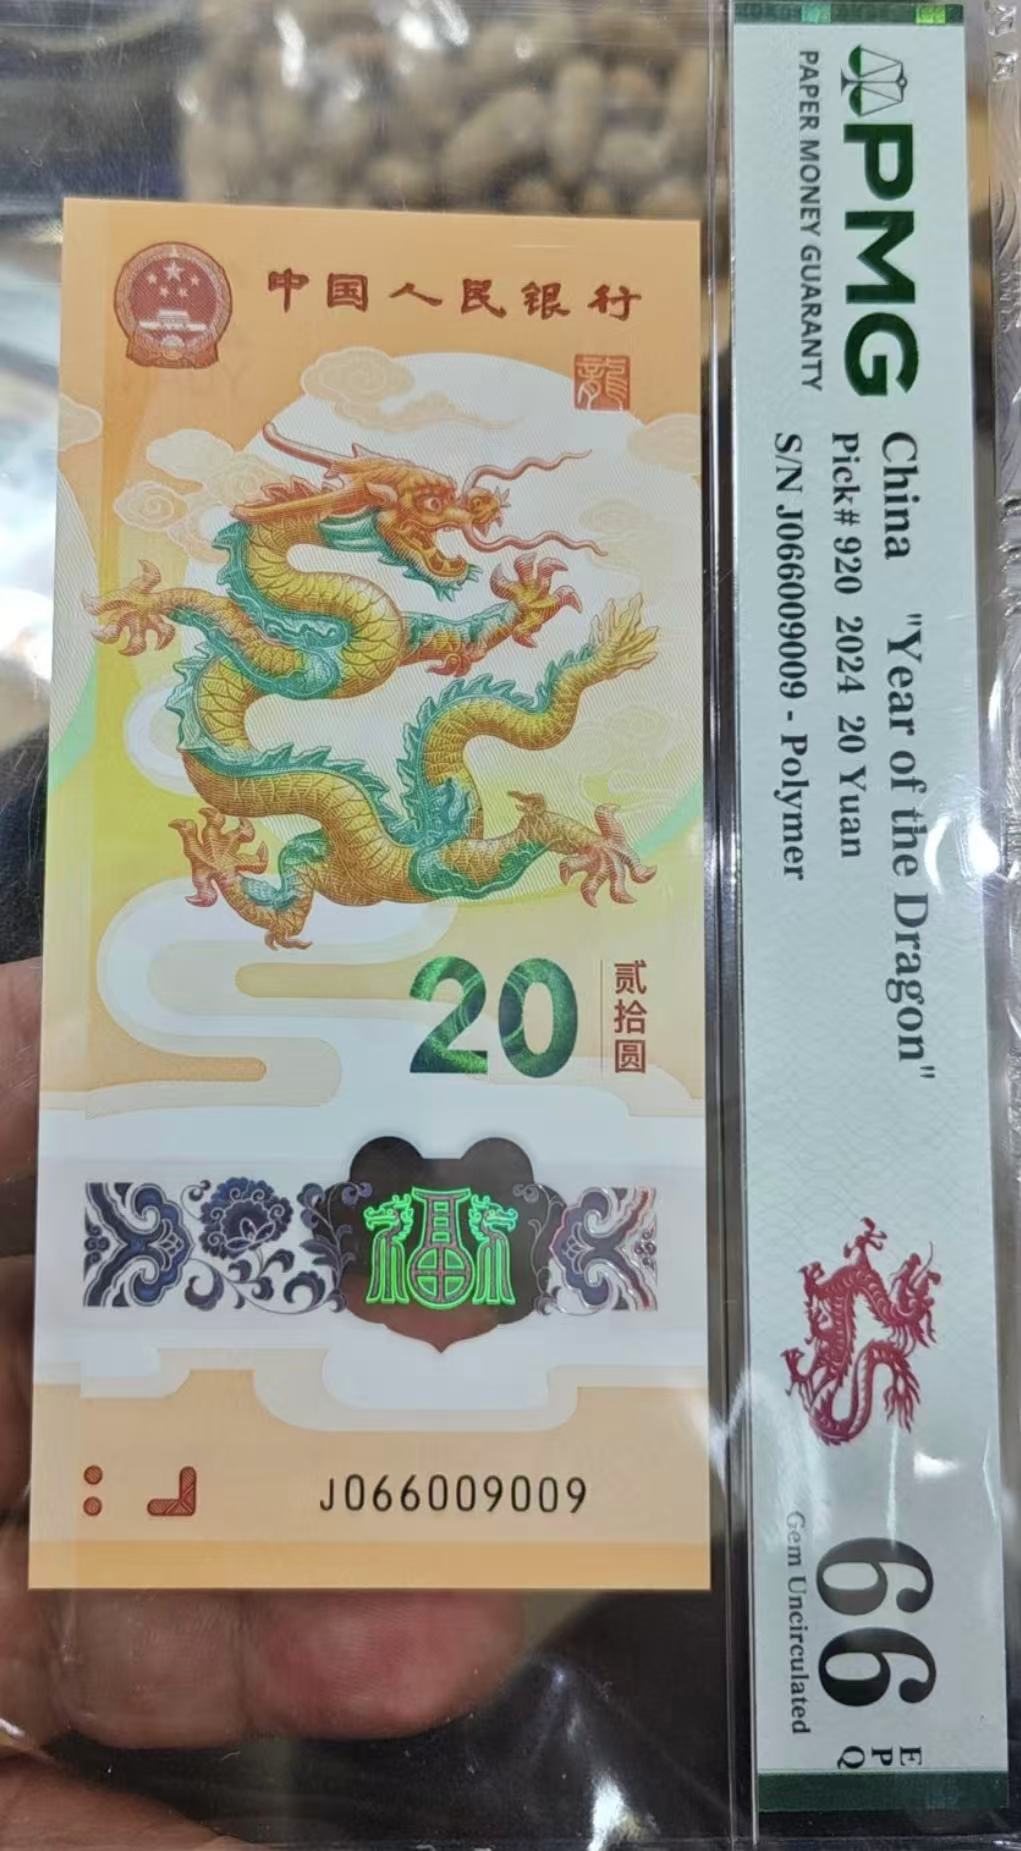 中国人民银行
龍
20
贰拾圆
J066009009
PMG
PAPER MONEY GUARANTY
China "Year of the Dragon"
Pick# 920 2024 20 Yuan
S/N J066009009 - Polymer
66 EPQ
Gem Uncirculated